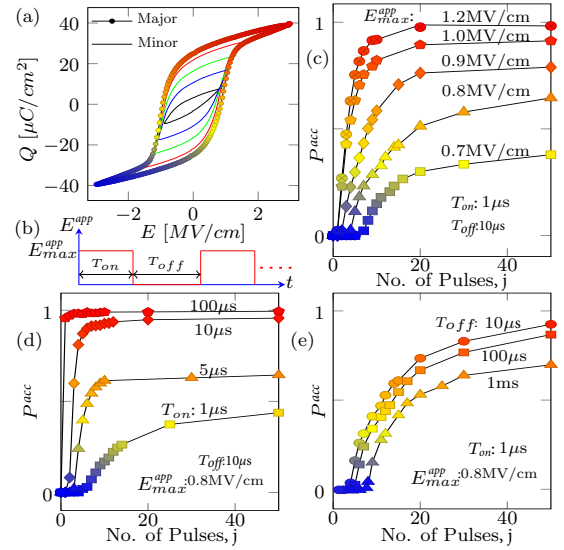 (a)
Major
Minor
Q [μC/cm²]
40
20
0
−20
−40
−2
0
2
E [MV/cm]
(b)
E^app
E^app_max
T_on
T_off
t
(c)
E^app_max:
1.2MV/cm
1.0MV/cm
0.9MV/cm
0.8MV/cm
0.7MV/cm
T_on: 1μs
T_off:10μs
P^acc
1
0
0
20
40
No. of Pulses, j
(d)
100μs
10μs
5μs
T_on: 1μs
T_off:10μs
E^app_max:0.8MV/cm
P^acc
1
0
0
20
40
No. of Pulses, j
(e)
T_off: 10μs
100μs
1ms
T_on: 1μs
E^app_max:0.8MV/cm
P^acc
1
0
0
20
40
No. of Pulses, j